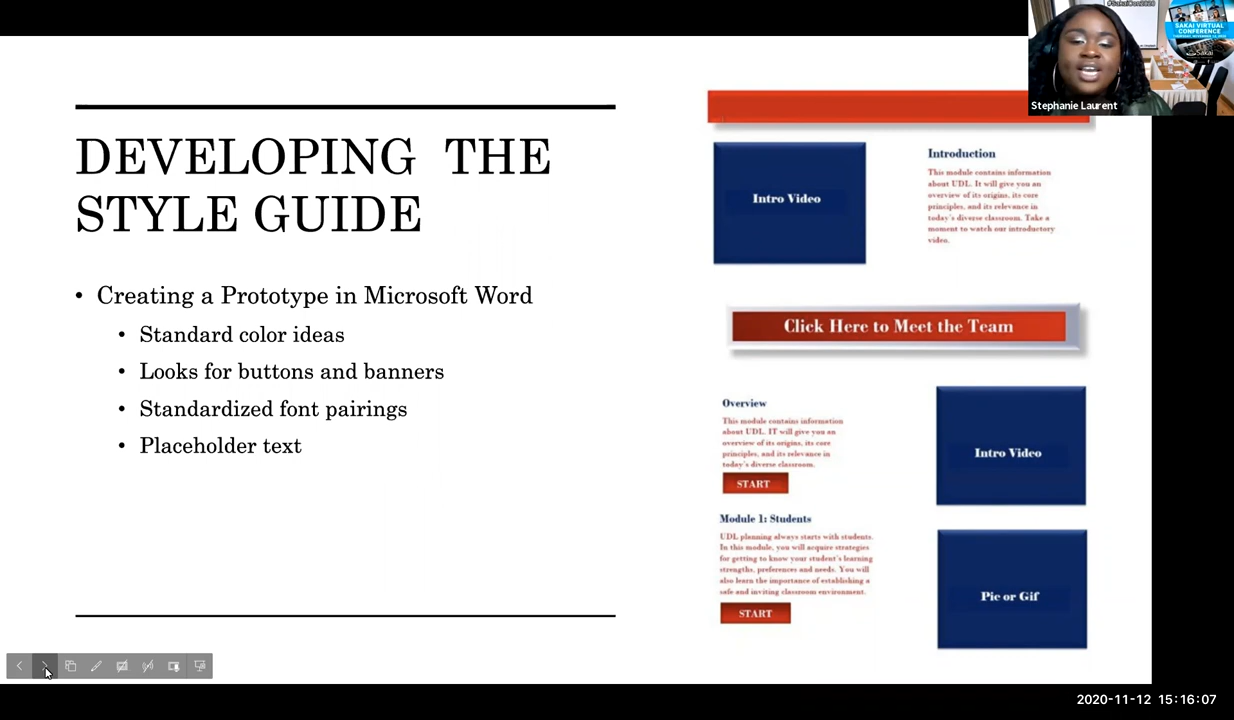 DEVELOPING THE
STYLE GUIDE
• Creating a Prototype in Microsoft Word
• Standard color ideas
• Looks for buttons and banners
• Standardized font pairings
• Placeholder text
Intro Video
Introduction
This module contains information
about UDL. It will give you an
overview of its origins, its core
principles, and its relevance in
today's diverse classroom. Take a
moment to watch our introductory
video.
Click Here to Meet the Team
Overview
This module contains information
about UDL. IT will give you an
overview of its origins, its core
principles, and its relevance in
today's diverse classroom.
START
Intro Video
Module 1: Students
UDL planning always starts with students.
In this module, you will acquire strategies
for getting to know your student's learning
strengths, preferences and needs. You will
also learn the importance of establishing a
safe and inviting classroom environment.
START
Pic or Gif
SAKAI VIRTUAL
CONFERENCE
Sakai
Stephanie Laurent
2020-11-12 15:16:07